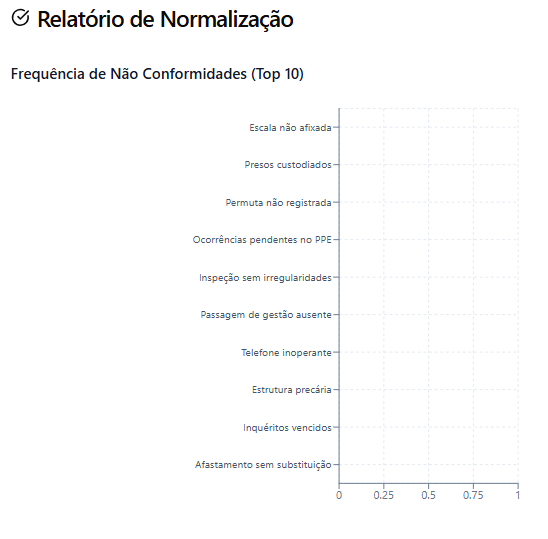 Relatório de Normalização
Frequência de Não Conformidades (Top 10)
Escala não afixada
Presos custodiados
Permuta não registrada
Ocorrências pendentes no PPE
Inspeção sem irregularidades
Passagem de gestão ausente
Telefone inoperante
Estrutura precária
Inquéritos vencidos
Afastamento sem substituição
0 0.25 0.5 0.75 1